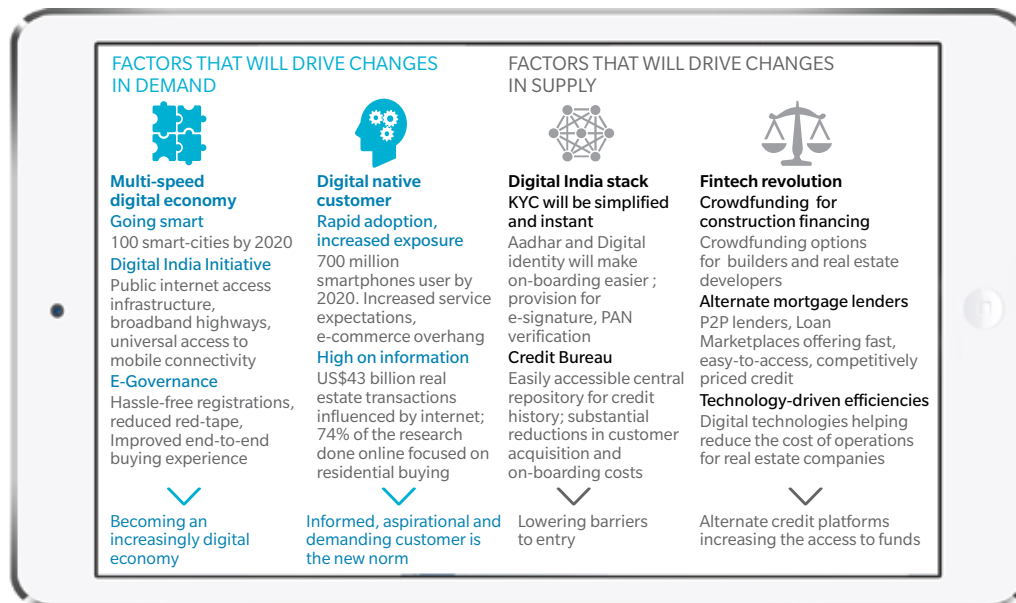 FACTORS THAT WILL DRIVE CHANGES
IN DEMAND
Multi-speed
digital economy
Going smart
100 smart-cities by 2020
Digital India Initiative
Public internet access
infrastructure,
broadband highways,
universal access to
mobile connectivity
E-Governance
Hassle-free registrations,
reduced red-tape,
Improved end-to-end
buying experience
Becoming an
increasingly digital
economy
Digital native
customer
Rapid adoption,
increased exposure
700 million
smartphones user by
2020. Increased service
expectations,
e-commerce overhang
High on information
US$43 billion real
estate transactions
influenced by internet;
74% of the research
done online focused on
residential buying
Informed, aspirational and
demanding customer is
the new norm
FACTORS THAT WILL DRIVE CHANGES
IN SUPPLY
Digital India stack
KYC will be simplified
and instant
Aadhar and Digital
identity will make
on-boarding easier ;
provision for
e-signature, PAN
verification
Credit Bureau
Easily accessible central
repository for credit
history; substantial
reductions in customer
acquisition and
on-boarding costs
Lowering barriers
to entry
Fintech revolution
Crowdfunding for
construction financing
Crowdfunding options
for builders and real estate
developers
Alternate mortgage lenders
P2P lenders, Loan
Marketplaces offering fast,
easy-to-access, competitively
priced credit
Technology-driven efficiencies
Digital technologies helping
reduce the cost of operations
for real estate companies
Alternate credit platforms
increasing the access to funds